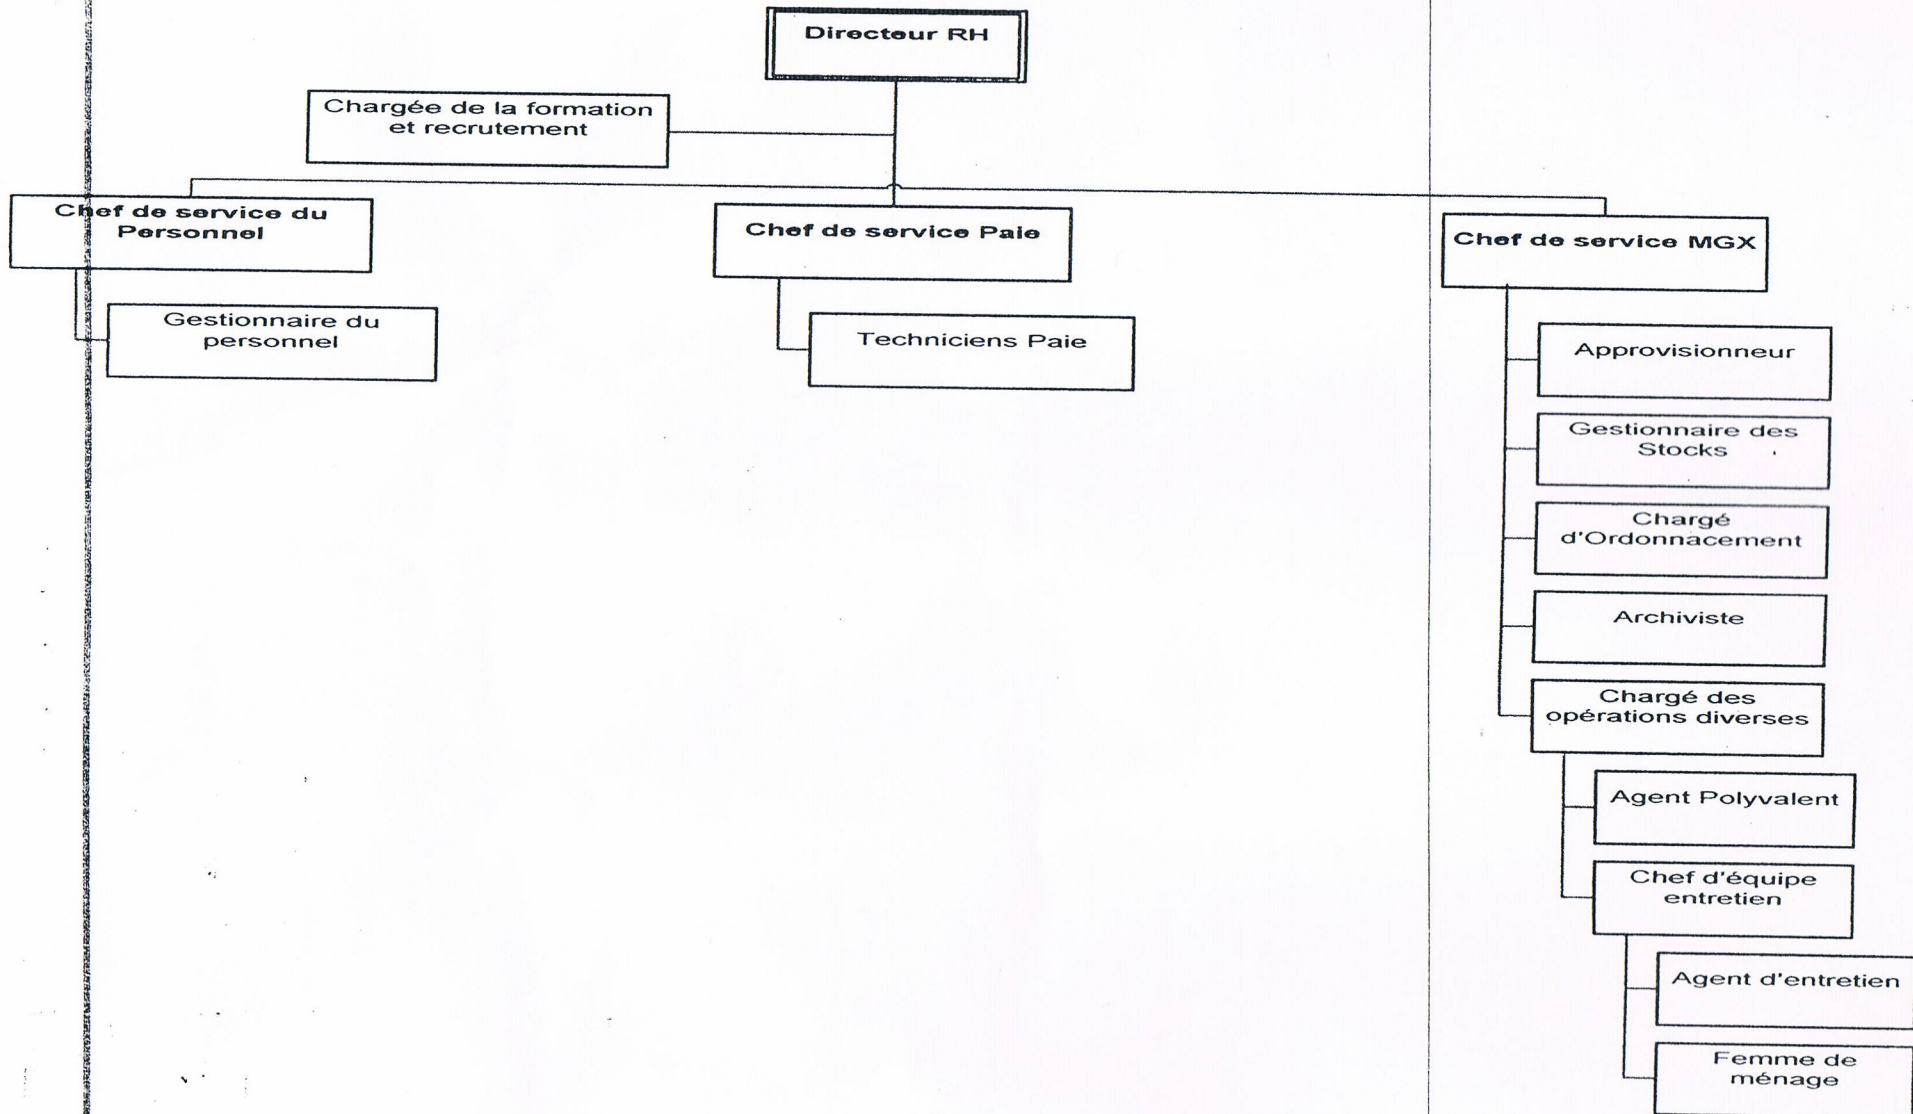 Directeur RH
Chargée de la formation
et recrutement
Chef de service du
Personnel
Chef de service Paie
Chef de service MGX
Gestionnaire du
personnel
Techniciens Paie
Approvisionneur
Gestionnaire des
Stocks
Chargé
d'Ordonnacement
Archiviste
Chargé des
opérations diverses
Agent Polyvalent
Chef d'équipe
entretien
Agent d'entretien
Femme de
ménage